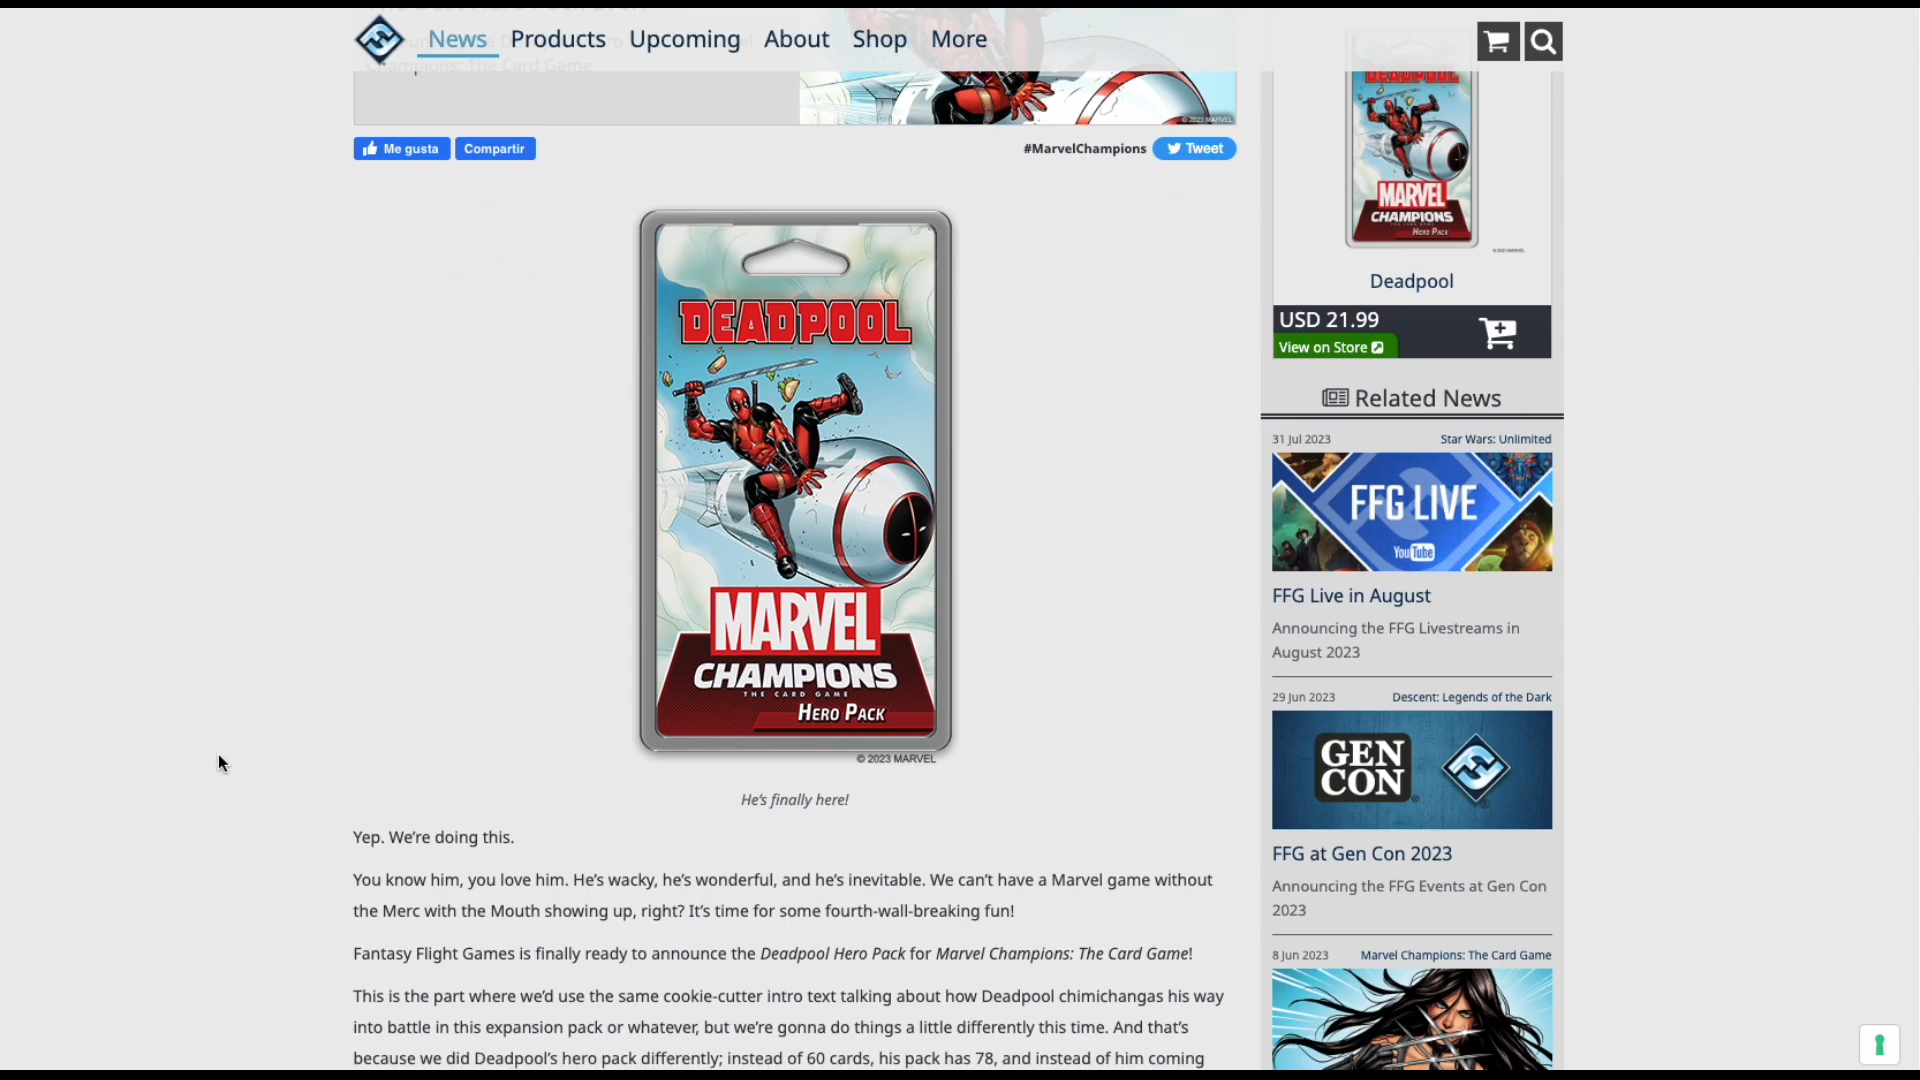 News Products Upcoming About Shop More
Champions: The Card Game
© 2023 MARVEL
Me gusta
Compartir
#MarvelChampions
Tweet
DEADPOOL
MARVEL
CHAMPIONS
THE CARD GAME
HERO PACK
© 2023 MARVEL
He's finally here!
Yep. We're doing this.
You know him, you love him. He's wacky, he's wonderful, and he's inevitable. We can't have a Marvel game without
the Merc with the Mouth showing up, right? It's time for some fourth-wall-breaking fun!
Fantasy Flight Games is finally ready to announce the Deadpool Hero Pack for Marvel Champions: The Card Game!
This is the part where we'd use the same cookie-cutter intro text talking about how Deadpool chimichangas his way
into battle in this expansion pack or whatever, but we're gonna do things a little differently this time. And that's
because we did Deadpool's hero pack differently; instead of 60 cards, his pack has 78, and instead of him coming
DEADPOOL
MARVEL
CHAMPIONS
HERO PACK
Deadpool
USD 21.99
View on Store
Related News
31 Jul 2023 Star Wars: Unlimited
FFG LIVE
YouTube
FFG Live in August
Announcing the FFG Livestreams in
August 2023
29 Jun 2023 Descent: Legends of the Dark
GEN
CON
FFG at Gen Con 2023
Announcing the FFG Events at Gen Con
2023
8 Jun 2023 Marvel Champions: The Card Game